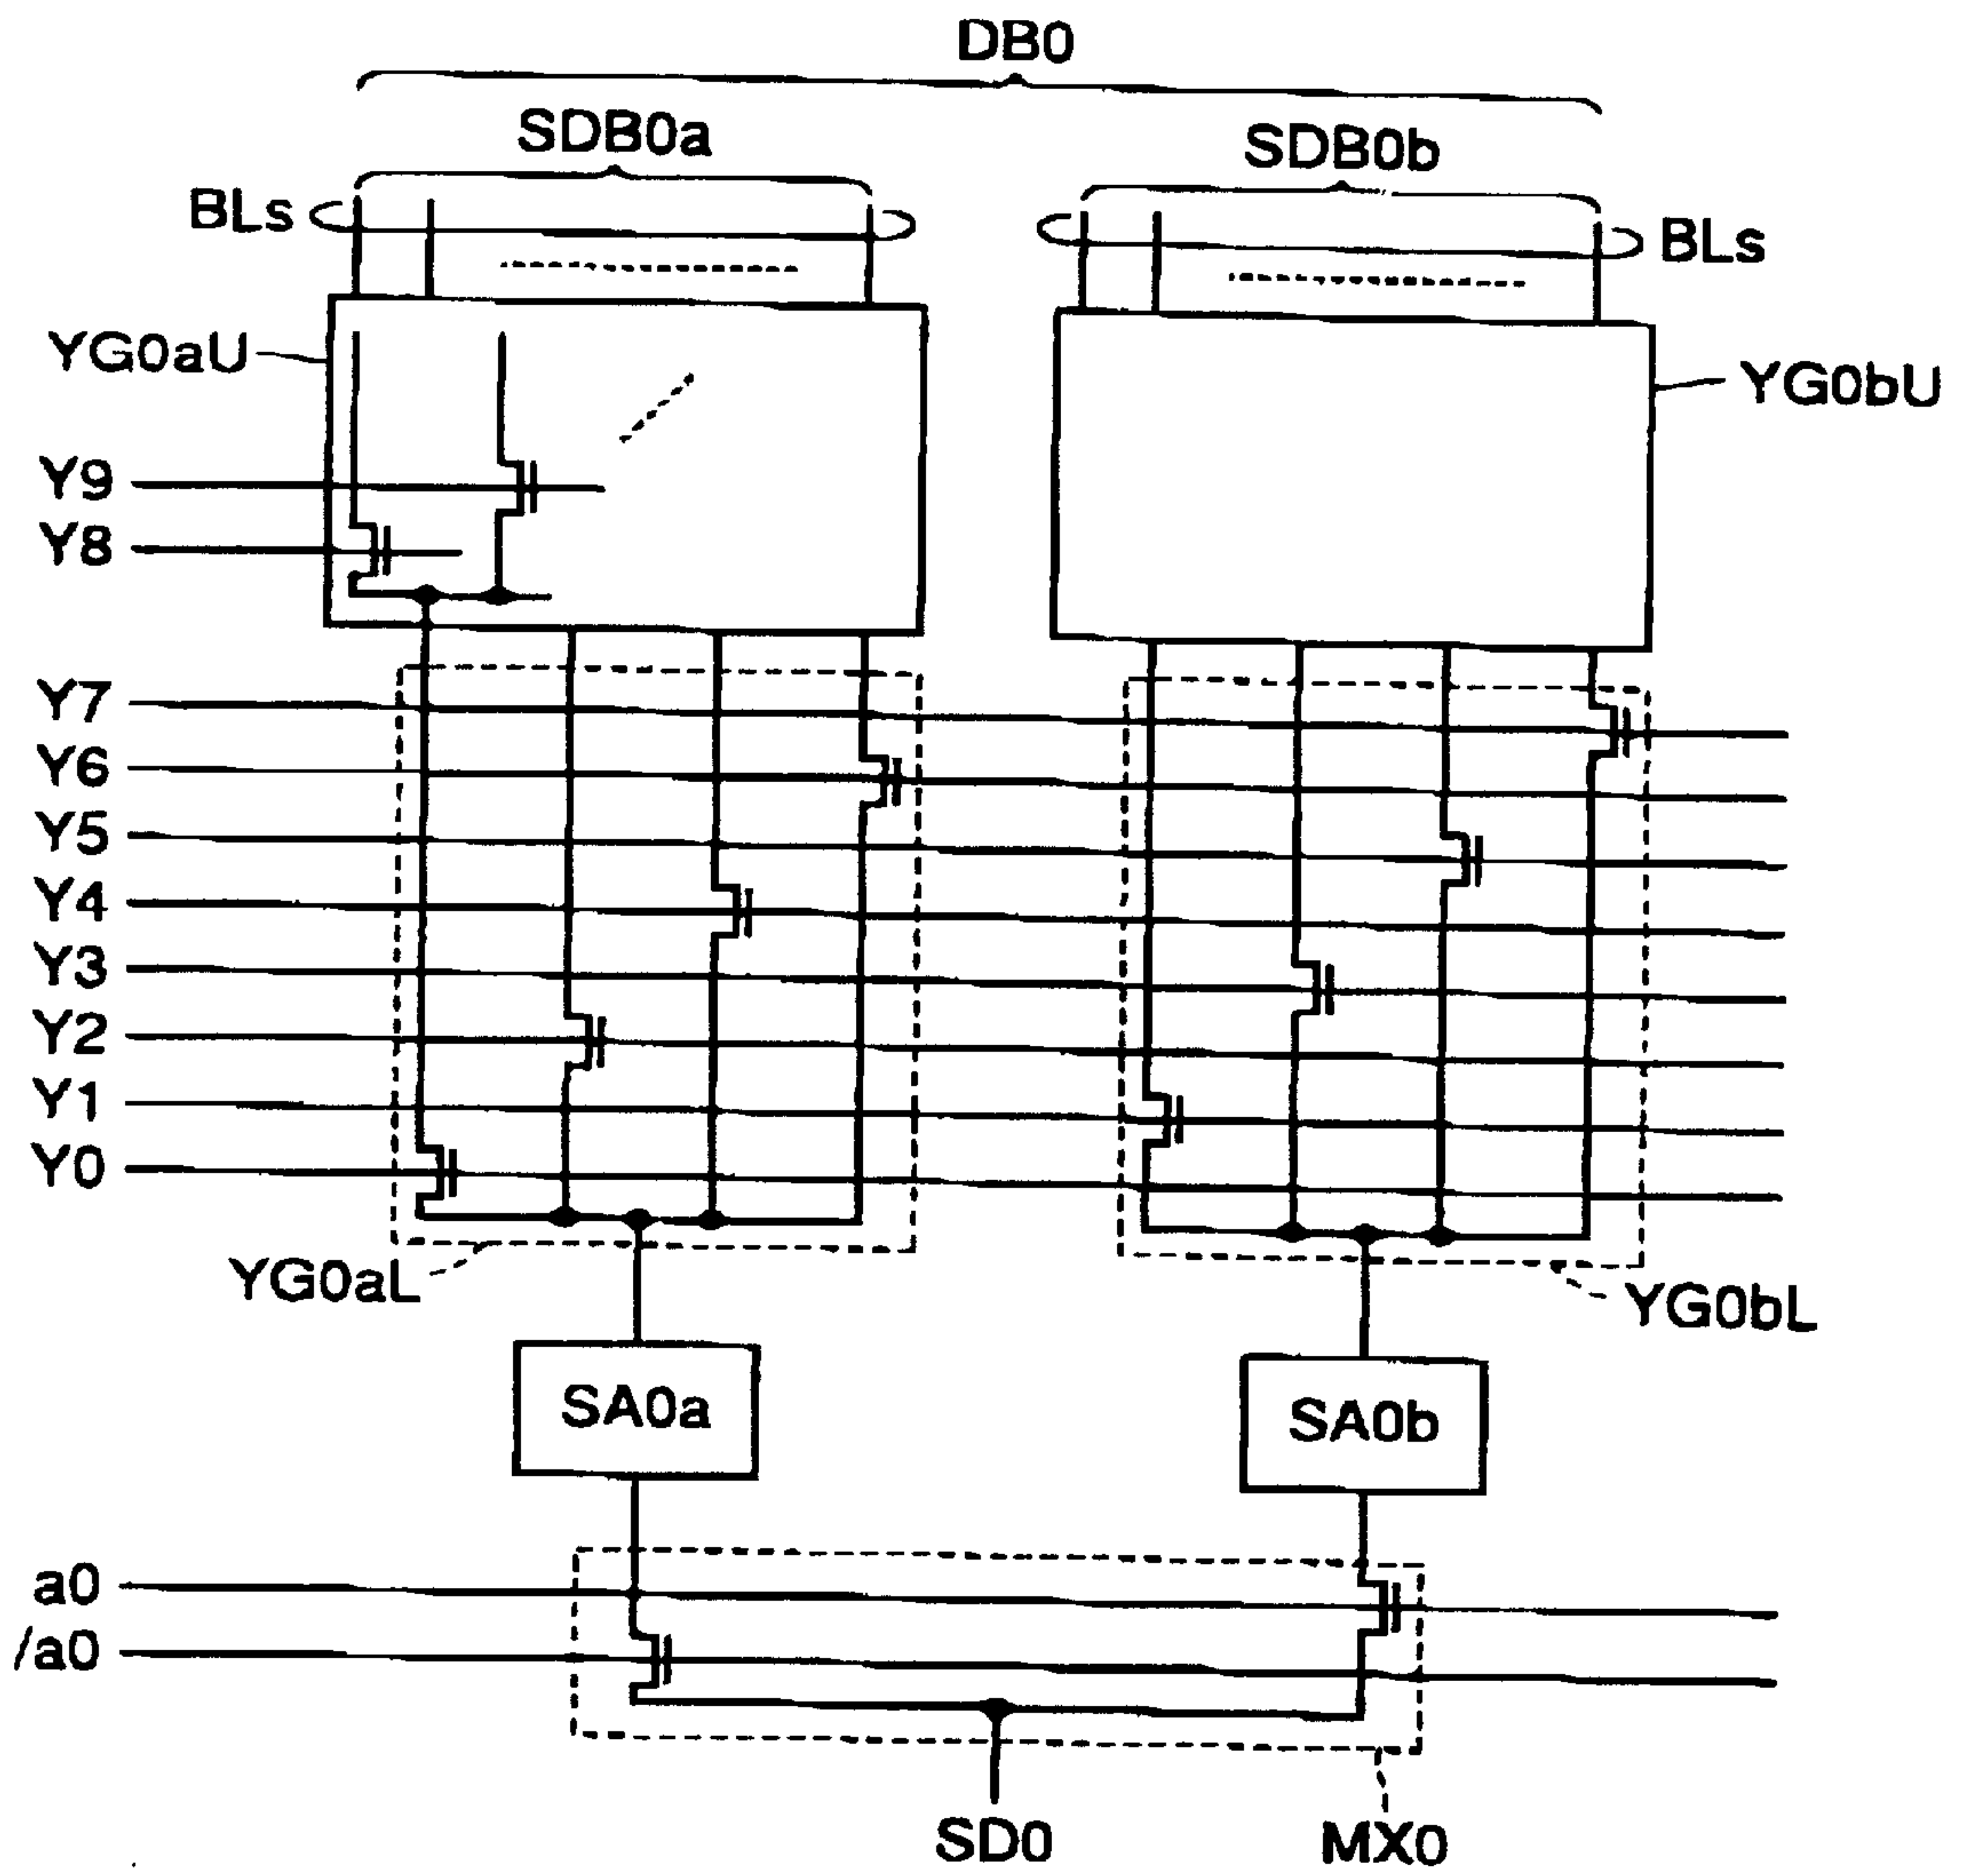 DB0
SDB0a
SDB0b
BLs
BLs
YG0aU
YG0bU
Y9
Y8
Y7
Y6
Y5
Y4
Y3
Y2
Y1
Y0
YG0aL
YG0bL
SA0a
SA0b
a0
/a0
SD0
MX0